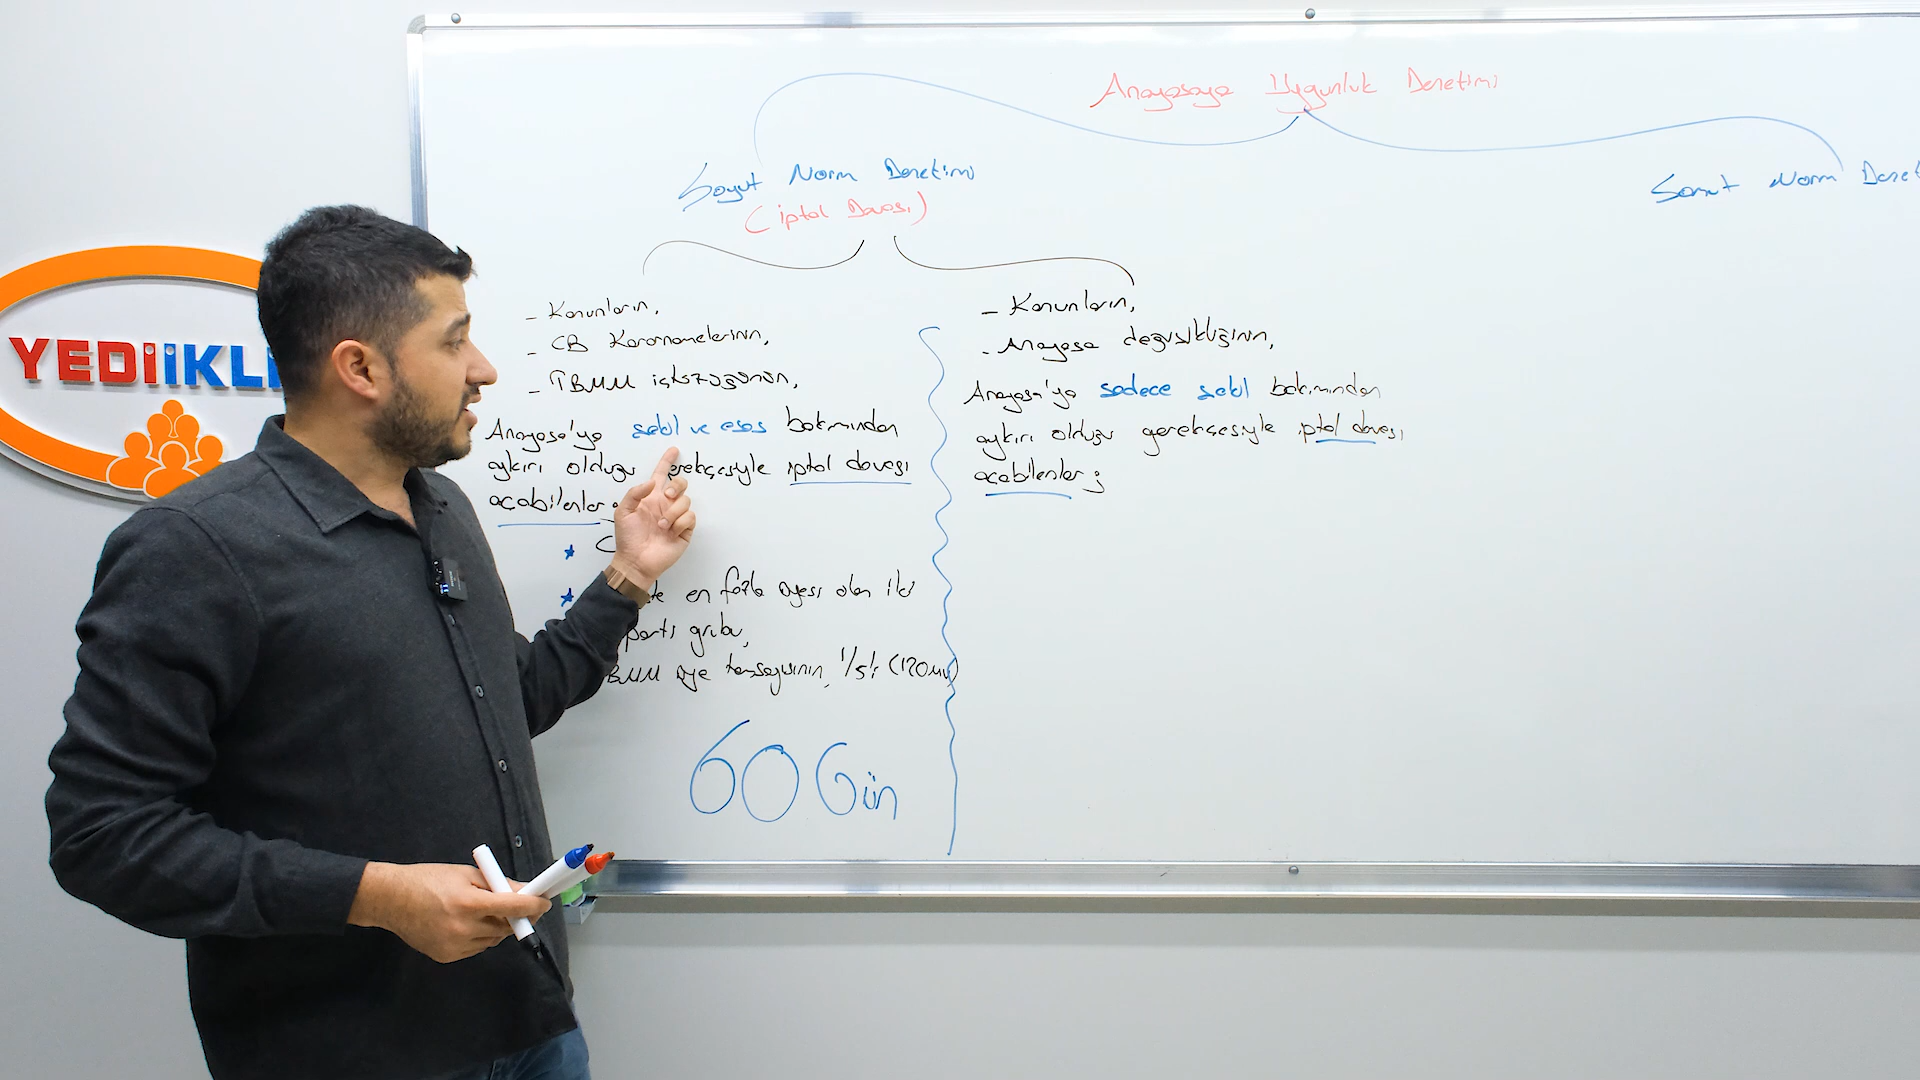 Anayasaya Uygunluk Denetimi
Soyut Norm Denetimi
(İptal Davası)
Somut Norm Denet
- Kanunların,
- CB Kararnamelerinin,
- TBMM içtüzüğünün,
Anayasa'ya şekil ve esas bakımından
aykırı olduğu gerekçesiyle iptal davası
açabilenler;
en fazla üyesi olan iki
parti grubu,
BMM üye tamsayısının 1/5'i (120 MV)
60 Gün
- Kanunların,
- Anayasa değişikliğinin,
Anayasa'ya sadece şekil bakımından
aykırı olduğu gerekçesiyle iptal davası
açabilenler;
YEDİİKLİ